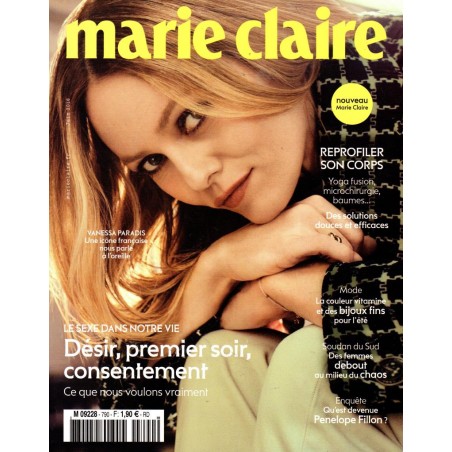 marie claire
nouveau
Marie Claire
REPROFILER
SON CORPS
Yoga fusion,
microchirurgie,
baumes...
Des solutions
douces et efficaces
VANESSA PARADIS
Une icône française
nous parle
à l'oreille
Mode
La couleur vitamine
et des bijoux fins
pour l'été
LE SEXE DANS NOTRE VIE
Désir, premier soir,
consentement
Ce que nous voulons vraiment
Soudan du Sud
Des femmes
debout
au milieu du chaos
Enquête
Qu'est devenue
Penelope Fillon ?
M 09228 - 790 - F: 1,90 € - RD